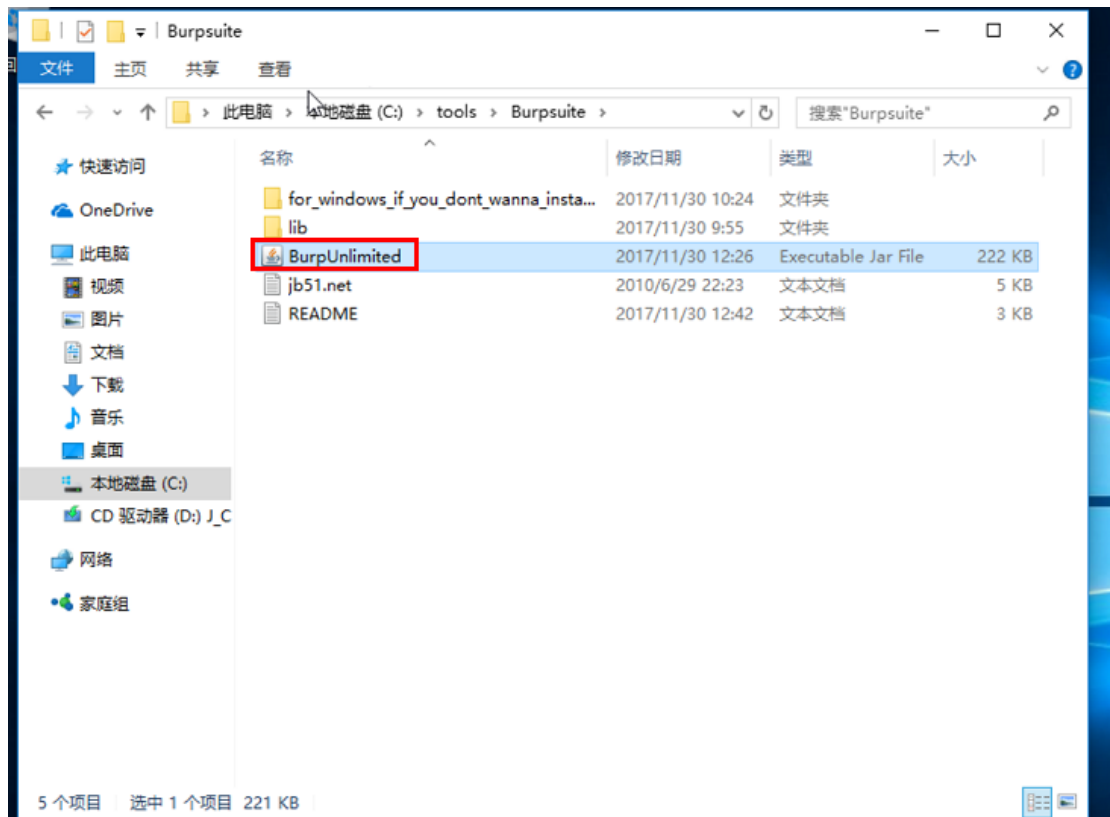 Burpsuite
文件 主页 共享 查看
此电脑 > 本地磁盘 (C:) > tools > Burpsuite > 搜索"Burpsuite"
名称 修改日期 类型 大小
快速访问
OneDrive
此电脑
视频
图片
文档
下载
音乐
桌面
本地磁盘 (C:)
CD 驱动器 (D:) J_C
网络
家庭组
for_windows_if_you_dont_wanna_insta... 2017/11/30 10:24 文件夹
lib 2017/11/30 9:55 文件夹
BurpUnlimited 2017/11/30 12:26 Executable Jar File 222 KB
jb51.net 2010/6/29 22:23 文本文档 5 KB
README 2017/11/30 12:42 文本文档 3 KB
5 个项目 选中 1 个项目 221 KB